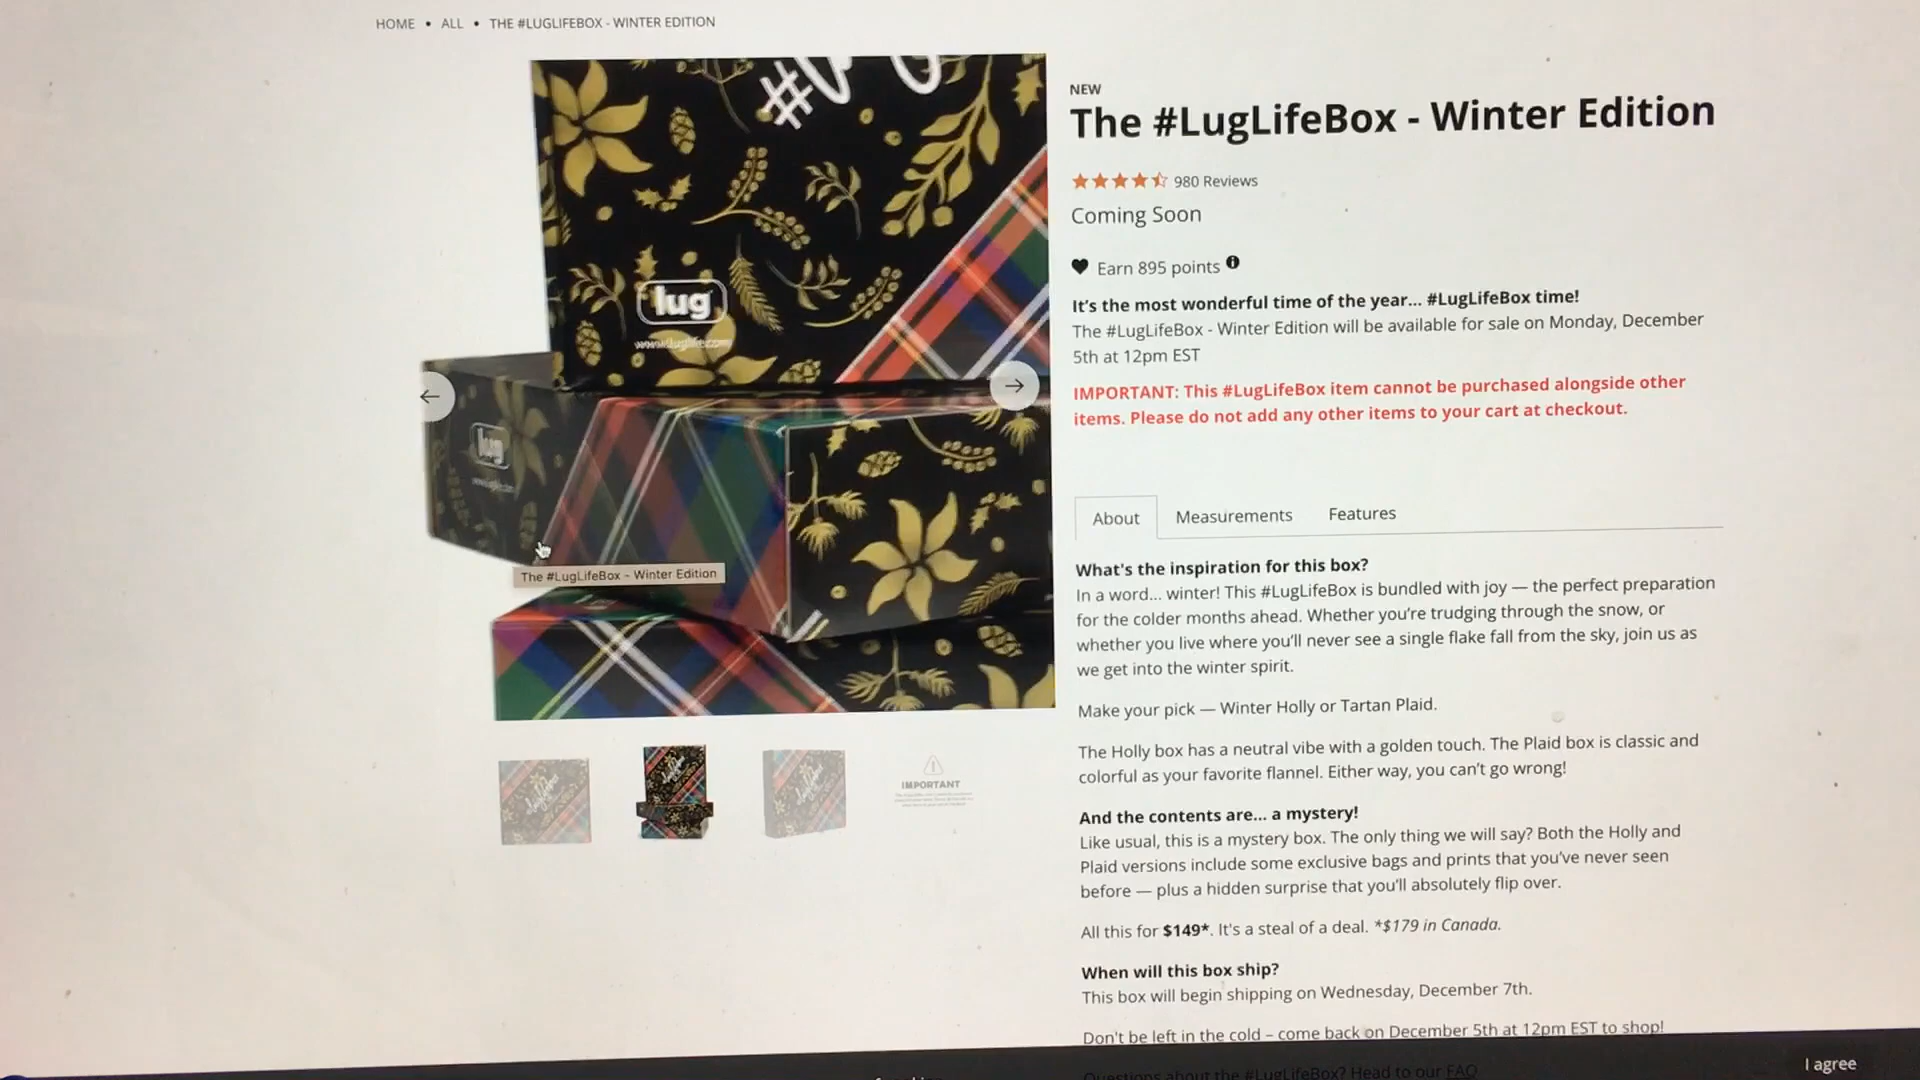 HOME • ALL • THE #LUGLIFEBOX - WINTER EDITION
NEW
The #LugLifeBox - Winter Edition
980 Reviews
Coming Soon
Earn 895 points
It's the most wonderful time of the year... #LugLifeBox time!
The #LugLifeBox - Winter Edition will be available for sale on Monday, December
5th at 12pm EST
IMPORTANT: This #LugLifeBox item cannot be purchased alongside other
items. Please do not add any other items to your cart at checkout.
About Measurements Features
What's the inspiration for this box?
In a word... winter! This #LugLifeBox is bundled with joy — the perfect preparation
for the colder months ahead. Whether you're trudging through the snow, or
whether you live where you'll never see a single flake fall from the sky, join us as
we get into the winter spirit.
Make your pick — Winter Holly or Tartan Plaid.
The Holly box has a neutral vibe with a golden touch. The Plaid box is classic and
colorful as your favorite flannel. Either way, you can't go wrong!
And the contents are... a mystery!
Like usual, this is a mystery box. The only thing we will say? Both the Holly and
Plaid versions include some exclusive bags and prints that you've never seen
before — plus a hidden surprise that you'll absolutely flip over.
All this for $149*. It's a steal of a deal. *$179 in Canada.
When will this box ship?
This box will begin shipping on Wednesday, December 7th.
Don't be left in the cold – come back on December 5th at 12pm EST to shop!
Questions about the #LugLifeBox? Head to our FAQ
I agree
lug
www.luglife.com
lug
The #LugLifeBox - Winter Edition
IMPORTANT